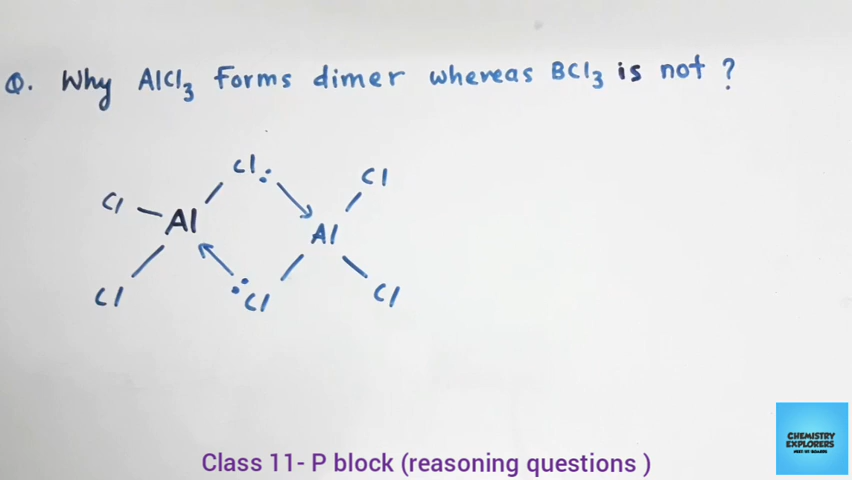 Q. Why AlCl3 forms dimer whereas BCl3 is not ?
Cl: Cl
Cl Al Al
Cl :Cl Cl
CHEMISTRY
EXPLORERS
Class 11- P block (reasoning questions )